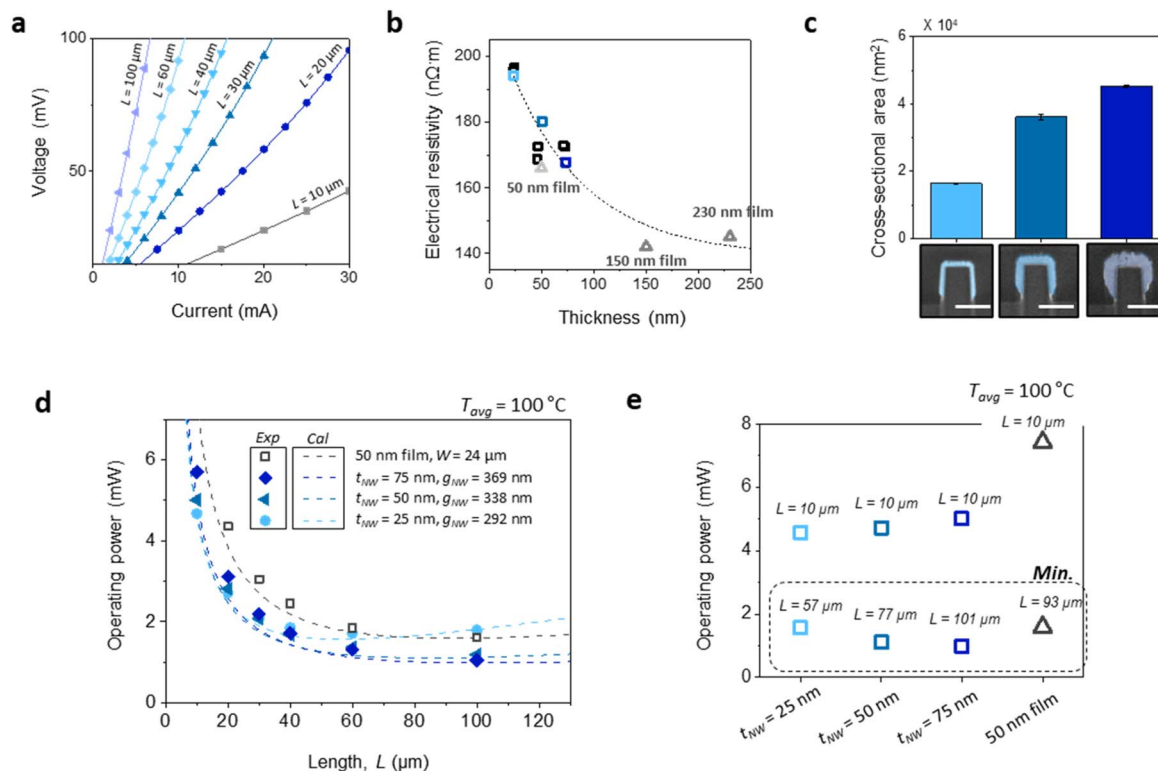 a
100
50
0
5
10
15
20
25
30
Voltage (mV)
Current (mA)
L = 100 µm
L = 60 µm
L = 40 µm
L = 30 µm
L = 20 µm
L = 10 µm
b
200
180
160
140
0
50
100
150
200
250
Electrical resistivity (nΩ·m)
Thickness (nm)
50 nm film
150 nm film
230 nm film
c
X 10⁴
6
4
2
0
Cross-sectional area (nm²)
d
T_avg = 100 °C
6
4
2
0
0
20
40
60
80
100
120
Operating power (mW)
Length, L (µm)
Exp Cal
50 nm film, W = 24 µm
t_NW = 75 nm, g_NW = 369 nm
t_NW = 50 nm, g_NW = 338 nm
t_NW = 25 nm, g_NW = 292 nm
e
T_avg = 100 °C
8
6
4
2
0
Operating power (mW)
L = 10 µm
L = 10 µm
L = 10 µm
L = 10 µm
Min.
L = 57 µm
L = 77 µm
L = 101 µm
L = 93 µm
t_NW = 25 nm
t_NW = 50 nm
t_NW = 75 nm
50 nm film